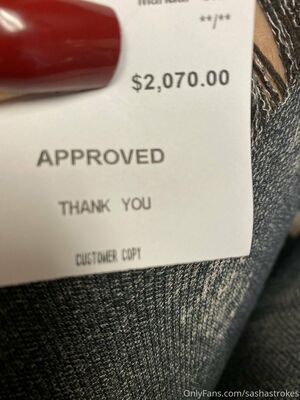 **/**
$2,070.00
APPROVED
THANK YOU
CUSTOMER COPY
OnlyFans.com/sashastrokes